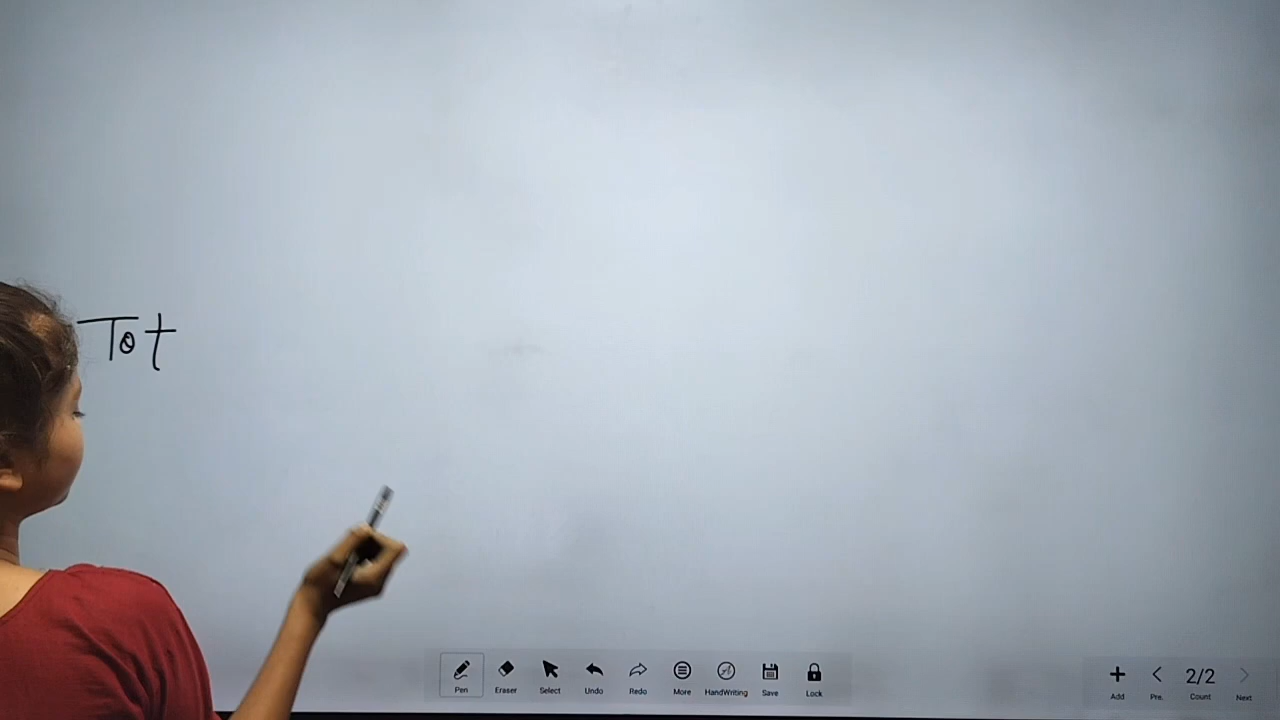 Tot
Pen Eraser Select Undo Redo More HandWriting Save Lock
Add Pre. 2/2 Count Next